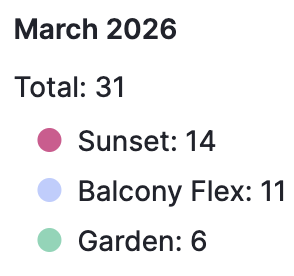 March 2026
Total: 31
Sunset: 14
Balcony Flex: 11
Garden: 6